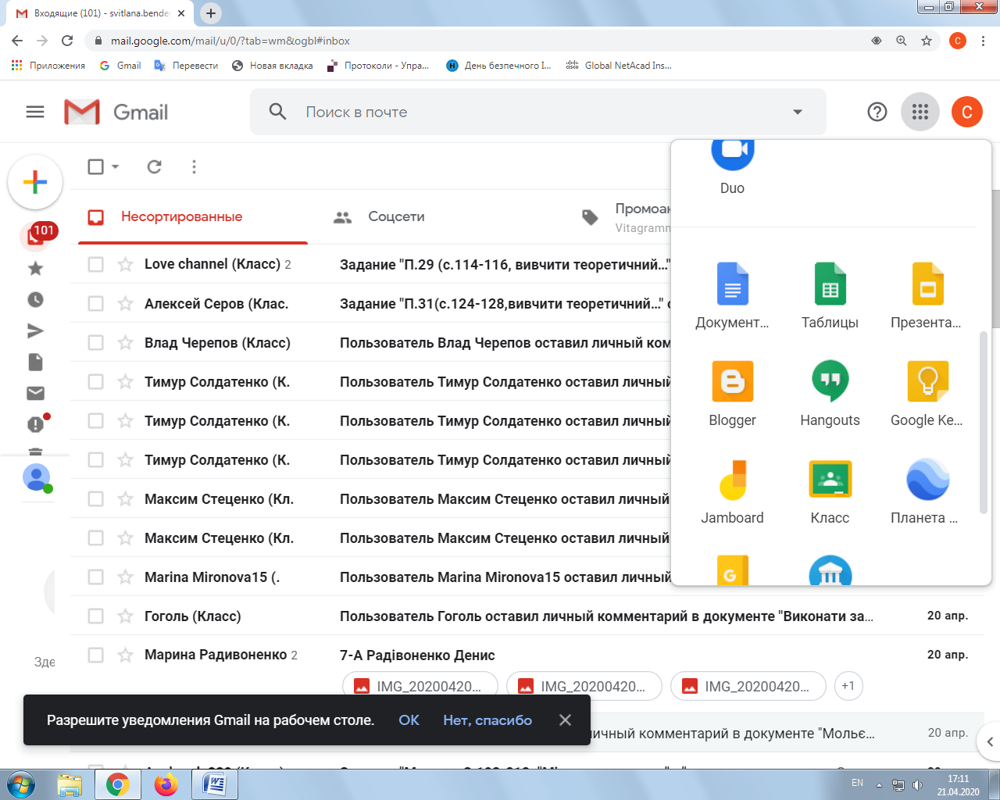 Входящие (101) - svitlana.bende
mail.google.com/mail/u/0/?tab=wm&ogbl#inbox
С
Приложения
Gmail
Перевести
Новая вкладка
Протоколи - Упра...
День безпечного І...
Global NetAcad Ins...
Gmail
Поиск в почте
С
Duo
Несортированные
Соцсети
Промоак
Vitagramm
101
Love channel (Класс) 2
Задание "П.29 (с.114-116, вивчити теоретичний..."
Алексей Серов (Клас.
Задание "П.31(с.124-128,вивчити теоретичний..."
Влад Черепов (Класс)
Пользователь Влад Черепов оставил личный ком
Тимур Солдатенко (К.
Пользователь Тимур Солдатенко оставил личный
Тимур Солдатенко (К.
Пользователь Тимур Солдатенко оставил личный
Тимур Солдатенко (К.
Пользователь Тимур Солдатенко оставил личный
Максим Стеценко (Кл.
Пользователь Максим Стеценко оставил личный
Максим Стеценко (Кл.
Пользователь Максим Стеценко оставил личный
Marina Mironova15 (.
Пользователь Marina Mironova15 оставил личный
Гоголь (Класс)
Пользователь Гоголь оставил личный комментарий в документе "Виконати за...
20 апр.
Марина Радивоненко 2
7-А Радівоненко Денис
20 апр.
IMG_20200420...
IMG_20200420...
IMG_20200420...
+1
Документ...
Таблицы
Презента...
Blogger
Hangouts
Google Ke...
Jamboard
Класс
Планета ...
G
Зде
Разрешите уведомления Gmail на рабочем столе.
ОК
Нет, спасибо
ичный комментарий в документе "Мольє...
20 апр.
EN
17:11
21.04.2020